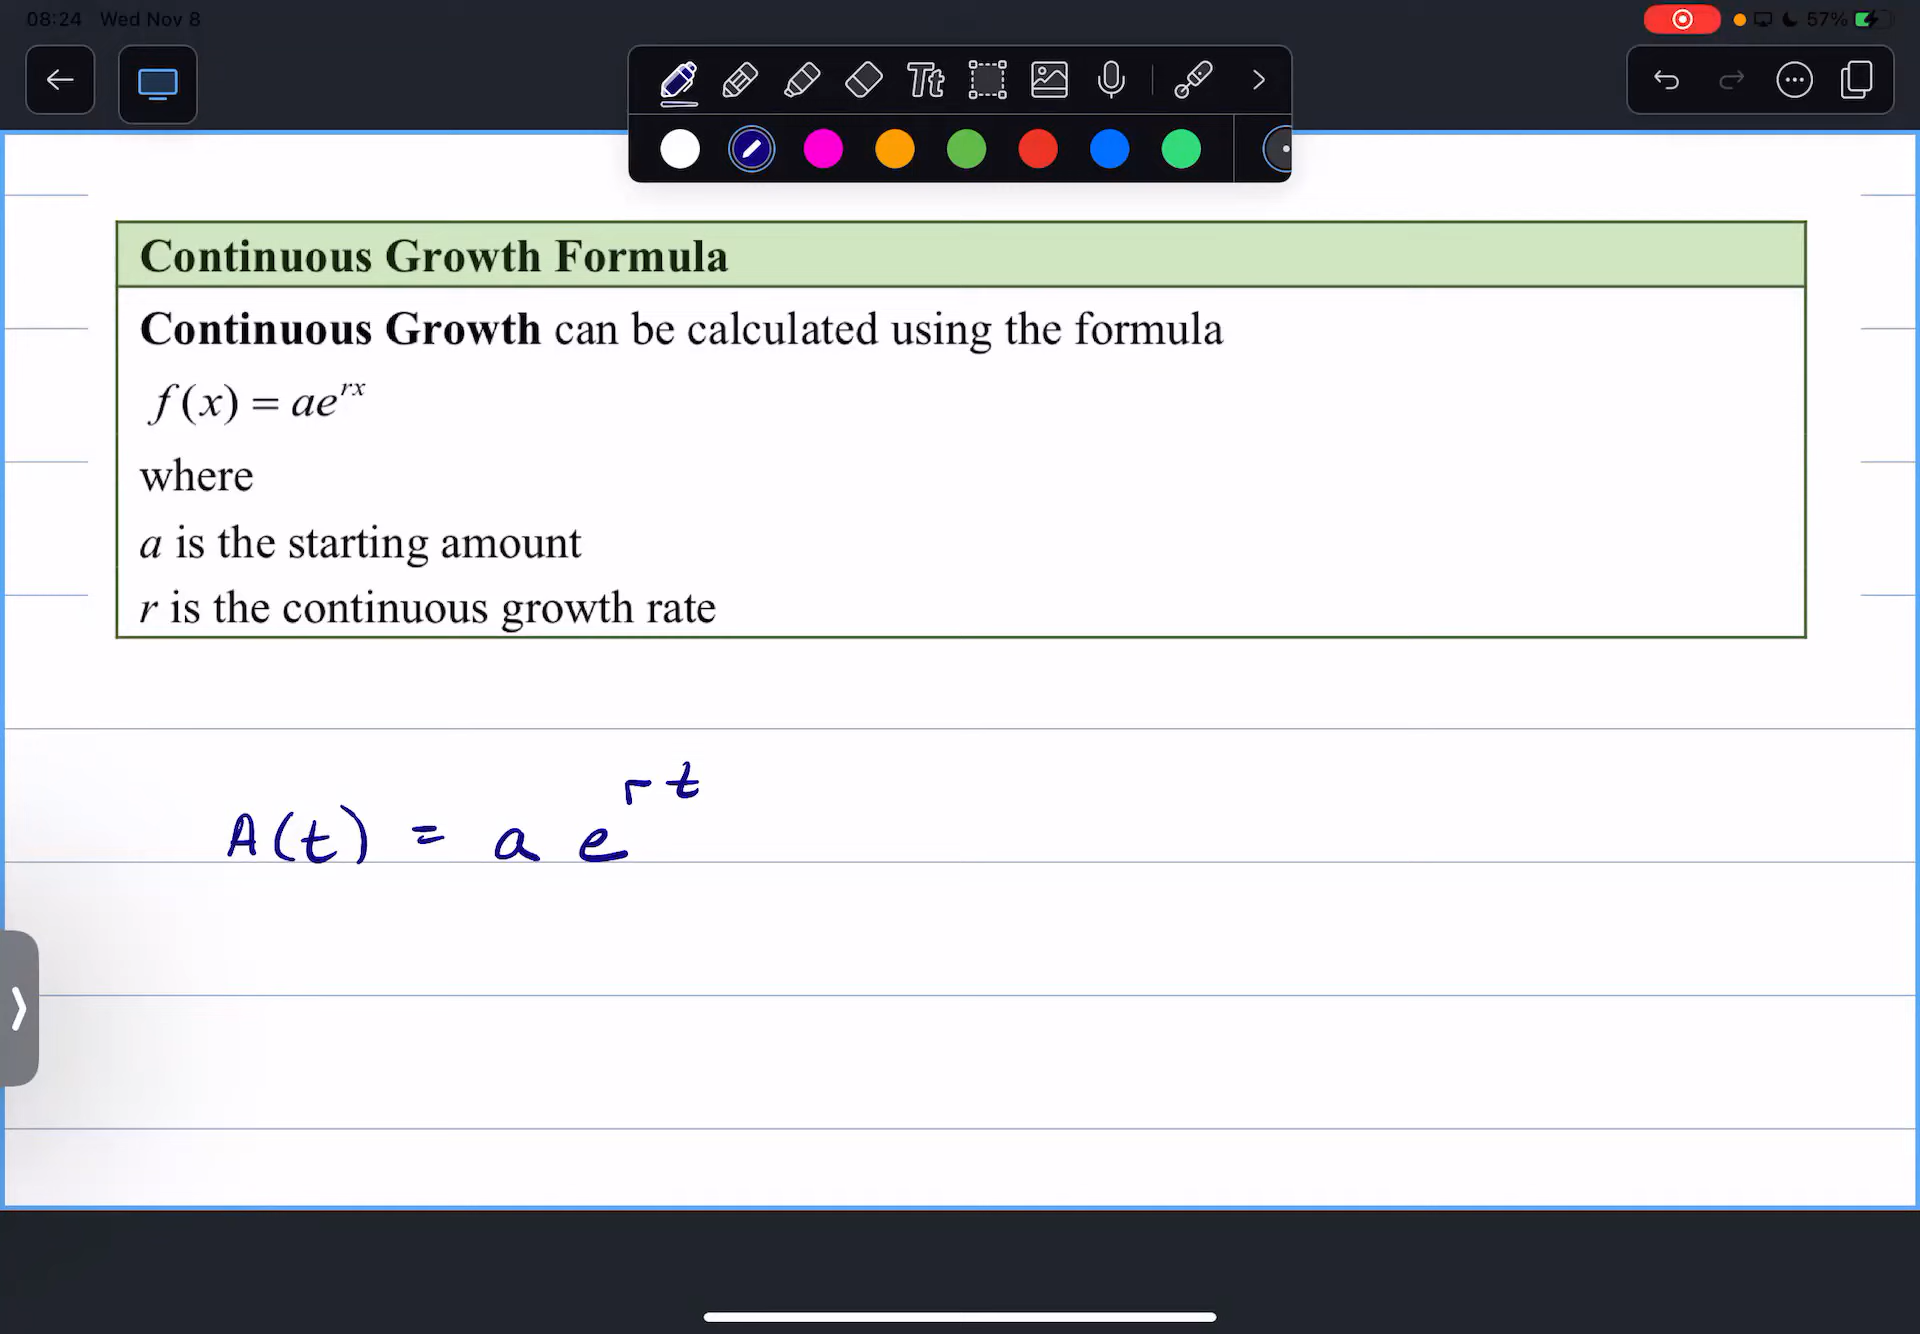 08:24 Wed Nov 8
57%
Tt
Continuous Growth Formula
Continuous Growth can be calculated using the formula
f(x) = ae^{rx}
where
a is the starting amount
r is the continuous growth rate
A(t) = a e^{rt}